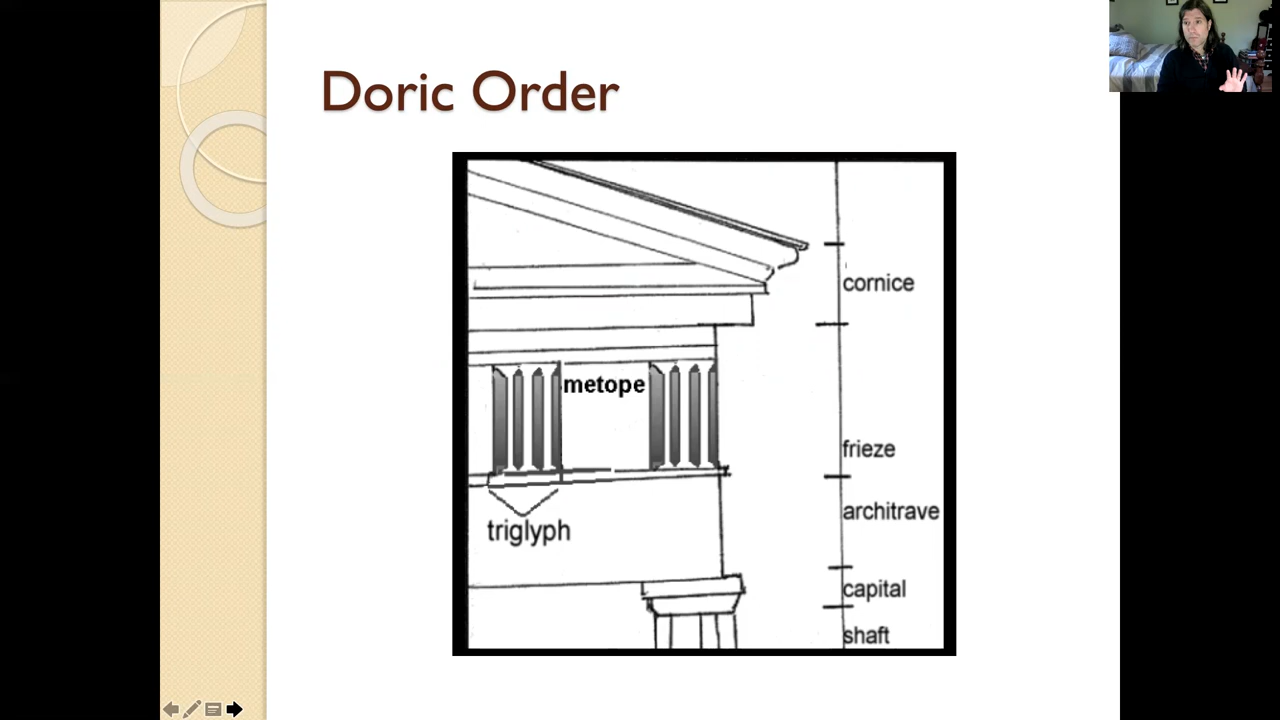 Doric Order
cornice
metope
frieze
architrave
triglyph
capital
shaft